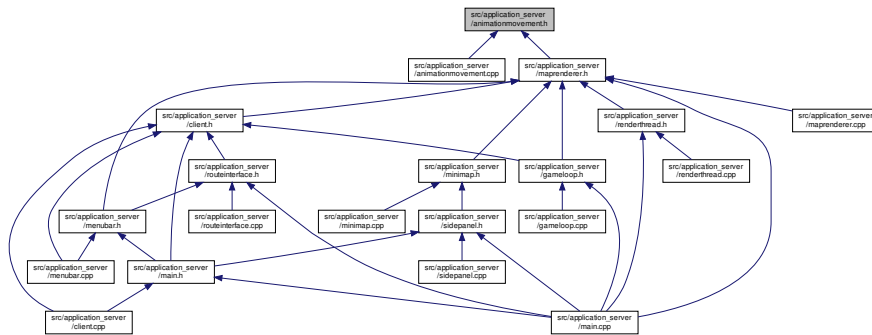 src/application_server
/animationmovement.h
src/application_server
/animationmovement.cpp
src/application_server
/maprenderer.h
src/application_server
/client.h
src/application_server
/renderthread.h
src/application_server
/maprenderer.cpp
src/application_server
/routeinterface.h
src/application_server
/minimap.h
src/application_server
/gameloop.h
src/application_server
/renderthread.cpp
src/application_server
/menubar.h
src/application_server
/routeinterface.cpp
src/application_server
/minimap.cpp
src/application_server
/sidepanel.h
src/application_server
/gameloop.cpp
src/application_server
/menubar.cpp
src/application_server
/main.h
src/application_server
/sidepanel.cpp
src/application_server
/client.cpp
src/application_server
/main.cpp